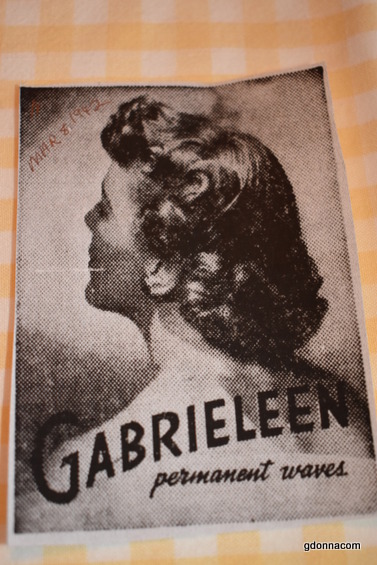 MAR 8 1942
GABRIELEEN
permanent waves
gdonnacom